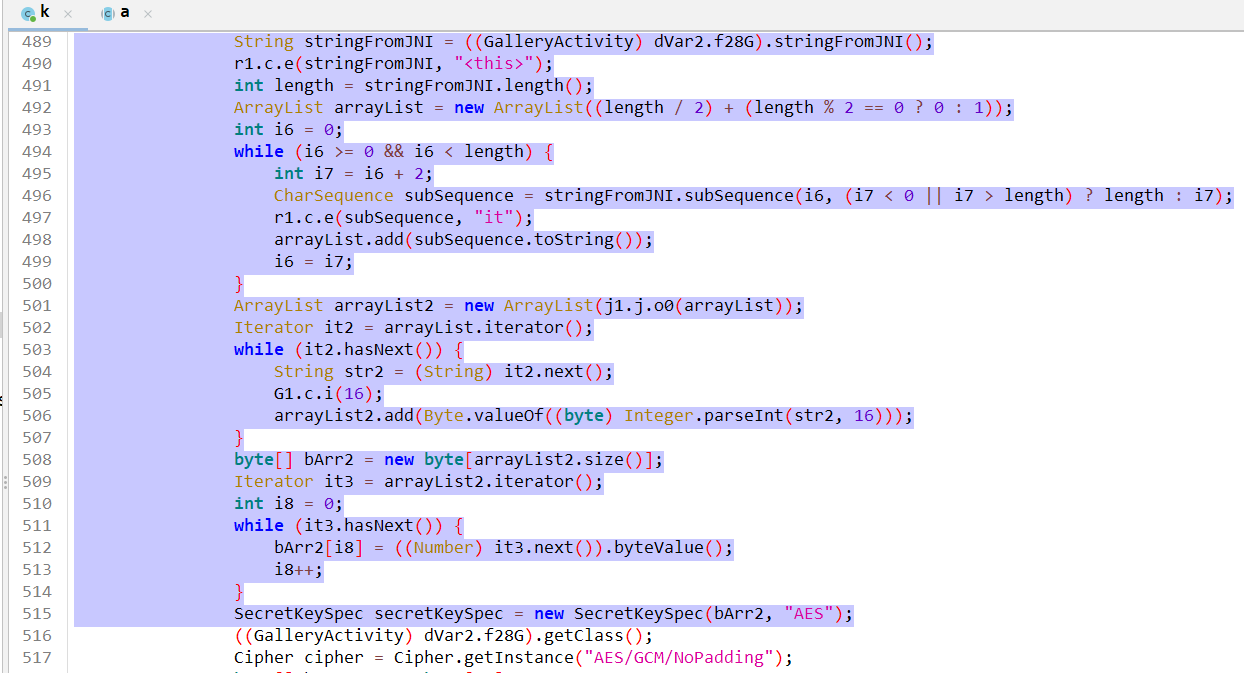 k × a ×
489 String stringFromJNI = ((GalleryActivity) dVar2.f28G).stringFromJNI();
490 r1.c.e(stringFromJNI, "<this>");
491 int length = stringFromJNI.length();
492 ArrayList arrayList = new ArrayList((length / 2) + (length % 2 == 0 ? 0 : 1));
493 int i6 = 0;
494 while (i6 >= 0 && i6 < length) {
495 int i7 = i6 + 2;
496 CharSequence subSequence = stringFromJNI.subSequence(i6, (i7 < 0 || i7 > length) ? length : i7);
497 r1.c.e(subSequence, "it");
498 arrayList.add(subSequence.toString());
499 i6 = i7;
500 }
501 ArrayList arrayList2 = new ArrayList(j1.j.o0(arrayList));
502 Iterator it2 = arrayList.iterator();
503 while (it2.hasNext()) {
504 String str2 = (String) it2.next();
505 G1.c.i(16);
506 arrayList2.add(Byte.valueOf((byte) Integer.parseInt(str2, 16)));
507 }
508 byte[] bArr2 = new byte[arrayList2.size()];
509 Iterator it3 = arrayList2.iterator();
510 int i8 = 0;
511 while (it3.hasNext()) {
512 bArr2[i8] = ((Number) it3.next()).byteValue();
513 i8++;
514 }
515 SecretKeySpec secretKeySpec = new SecretKeySpec(bArr2, "AES");
516 ((GalleryActivity) dVar2.f28G).getClass();
517 Cipher cipher = Cipher.getInstance("AES/GCM/NoPadding");